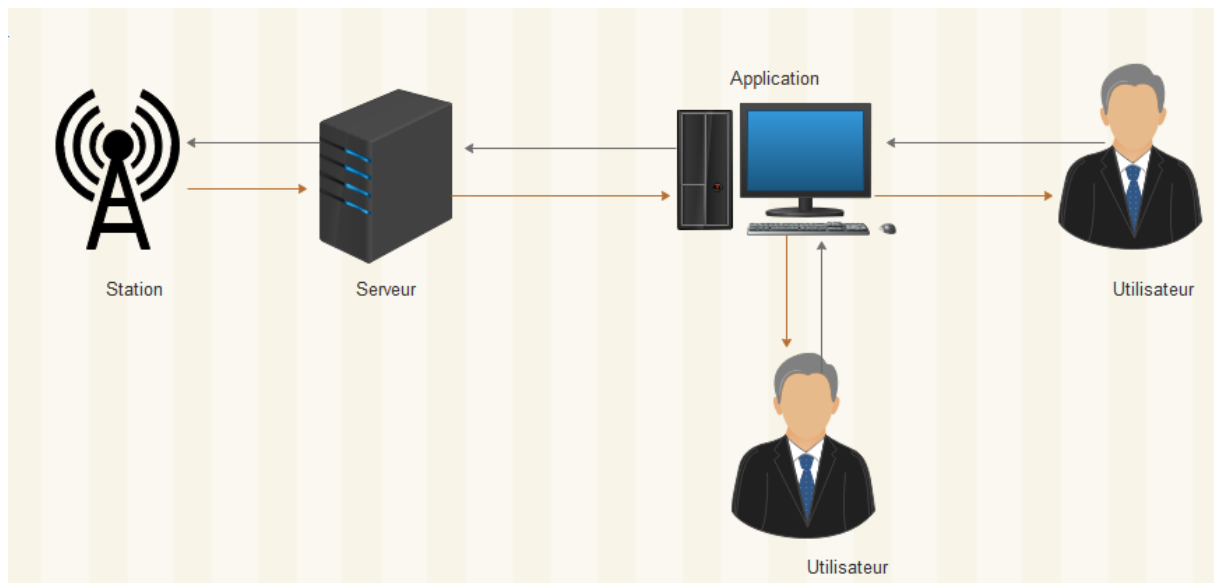 Application
Station
Serveur
Utilisateur
Utilisateur